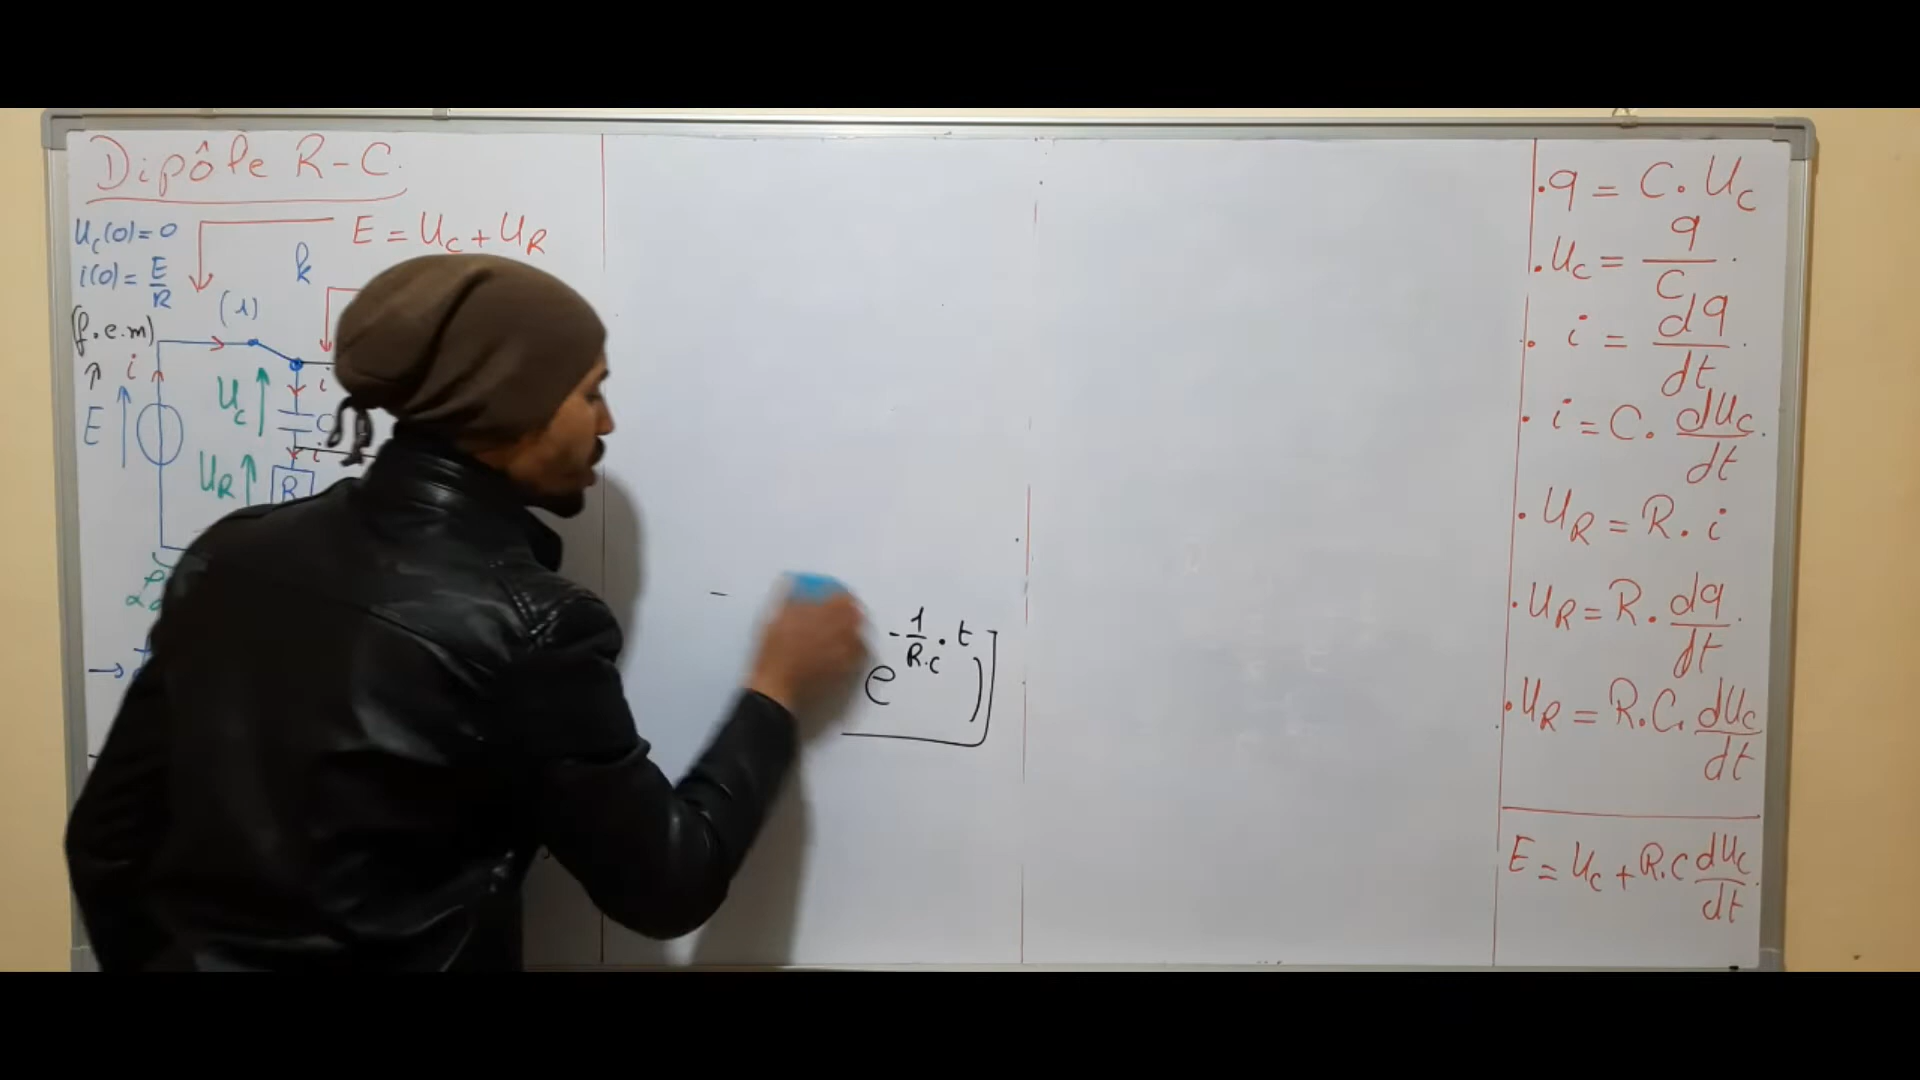 Dipôle R-C.
Uc(0)=0
E = Uc + UR
i(0) = E/R
k
(1)
(f.e.m)
i
i
Uc
C
E
i
UR
R
e^(-1/R.C . t))]
. q = C. Uc
. Uc = q/C .
. i = dq/dt .
. i = C. dUc/dt .
. UR = R. i
. UR = R. dq/dt .
. UR = R.C. dUc/dt
E = Uc + R.C dUc/dt .